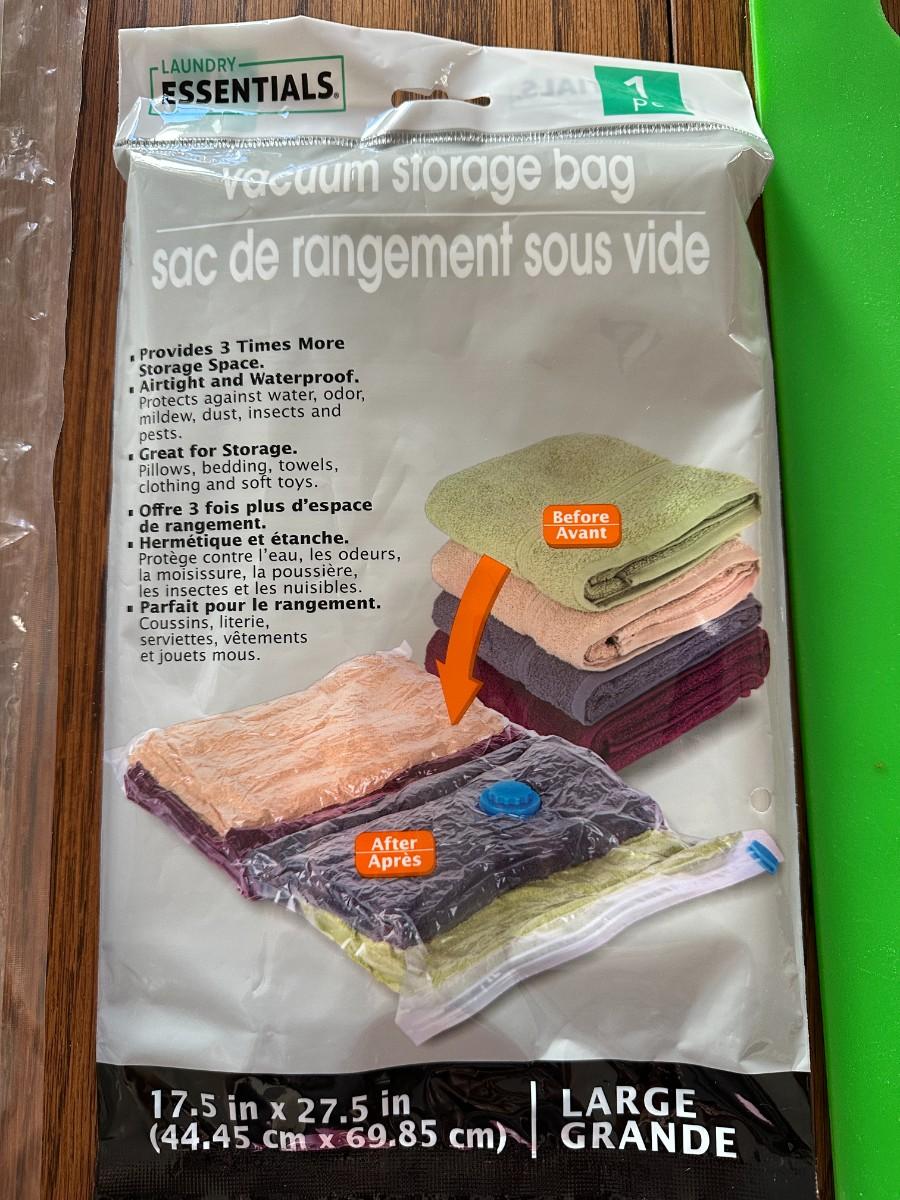 LAUNDRY
ESSENTIALS®
1
pc
vacuum storage bag
sac de rangement sous vide
▪ Provides 3 Times More
Storage Space.
▪ Airtight and Waterproof.
Protects against water, odor,
mildew, dust, insects and
pests.
▪ Great for Storage.
Pillows, bedding, towels,
clothing and soft toys.
▪ Offre 3 fois plus d'espace
de rangement.
▪ Hermétique et étanche.
Protège contre l'eau, les odeurs,
la moisissure, la poussière,
les insectes et les nuisibles.
▪ Parfait pour le rangement.
Coussins, literie,
serviettes, vêtements
et jouets mous.
Before
Avant
After
Après
17.5 in x 27.5 in
(44.45 cm x 69.85 cm)
LARGE
GRANDE